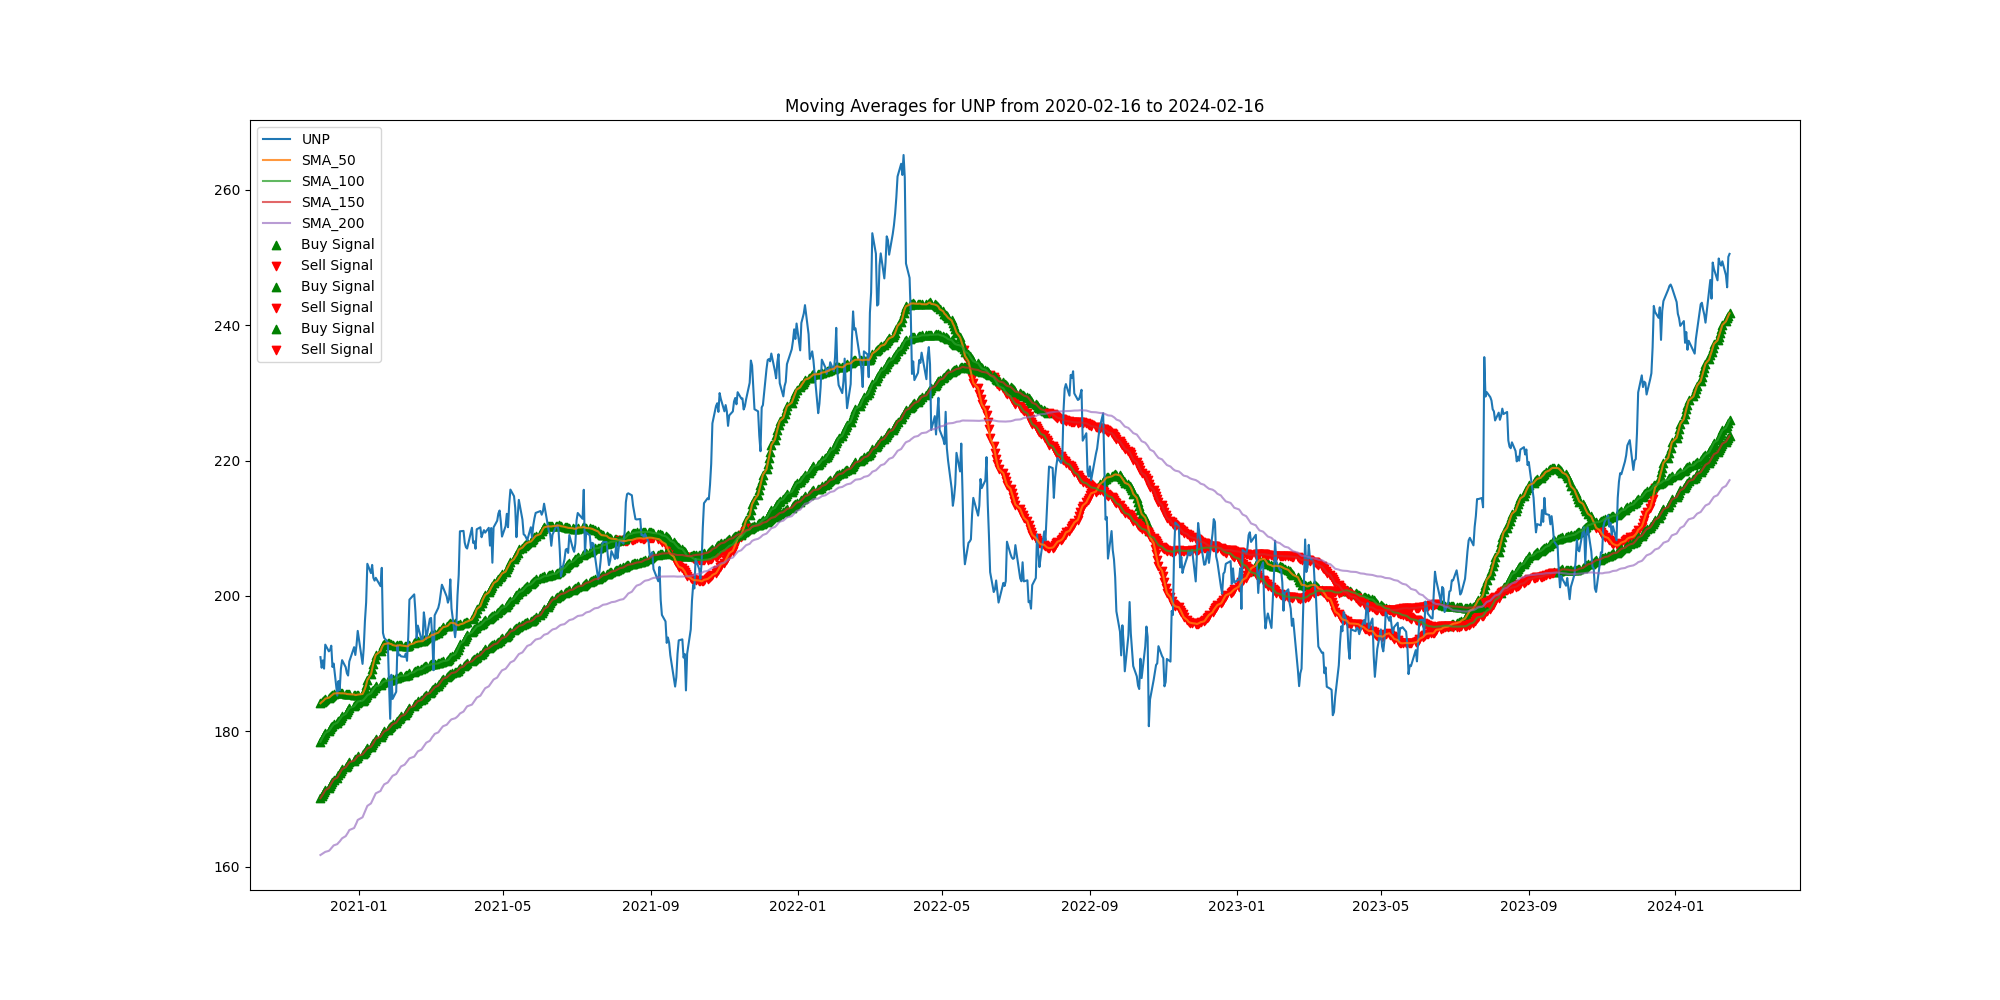 Moving Averages for UNP from 2020-02-16 to 2024-02-16
UNP
SMA_50
SMA_100
SMA_150
SMA_200
Buy Signal
Sell Signal
Buy Signal
Sell Signal
Buy Signal
Sell Signal
260
240
220
200
180
160
2021-01 2021-05 2021-09 2022-01 2022-05 2022-09 2023-01 2023-05 2023-09 2024-01